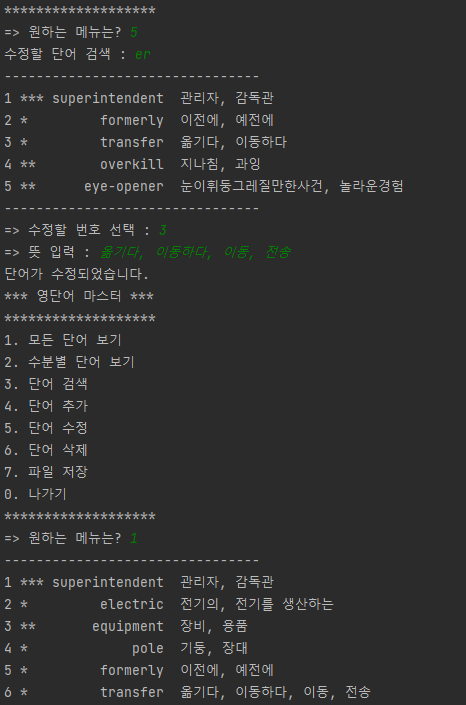 *******************
=> 원하는 메뉴는? 5
수정할 단어 검색 : er
--------------------------------
1 *** superintendent  관리자, 감독관
2 *         formerly  이전에, 예전에
3 *         transfer  옮기다, 이동하다
4 **        overkill  지나침, 과잉
5 **      eye-opener  눈이휘둥그레질만한사건, 놀라운경험
--------------------------------
=> 수정할 번호 선택 : 3
=> 뜻 입력 : 옮기다, 이동하다, 이동, 전송
단어가 수정되었습니다.
*** 영단어 마스터 ***
*******************
1. 모든 단어 보기
2. 수분별 단어 보기
3. 단어 검색
4. 단어 추가
5. 단어 수정
6. 단어 삭제
7. 파일 저장
0. 나가기
*******************
=> 원하는 메뉴는? 1
--------------------------------
1 *** superintendent  관리자, 감독관
2 *         electric  전기의, 전기를 생산하는
3 **       equipment  장비, 용품
4 *             pole  기둥, 장대
5 *         formerly  이전에, 예전에
6 *         transfer  옮기다, 이동하다, 이동, 전송